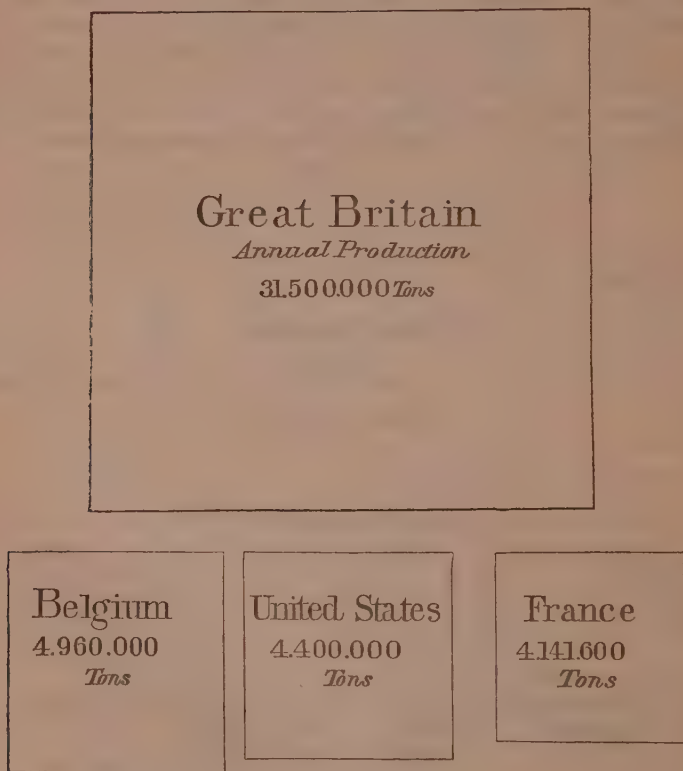 Great Britain
Annual Production
31.500.000 Tons
Belgium
4.960.000
Tons
United States
4.400.000
Tons
France
4.141.600
Tons